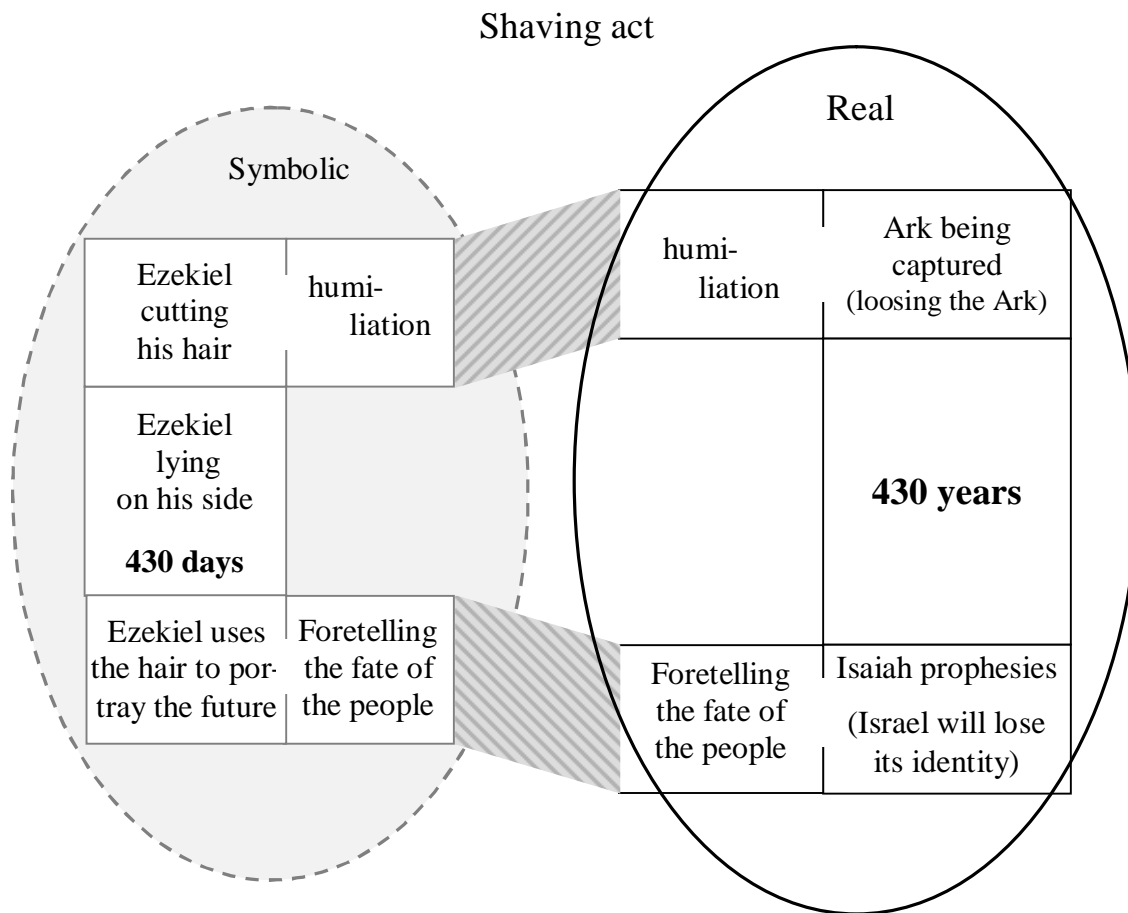 Shaving act
Symbolic
Ezekiel
cutting
his hair
humi-
liation
Ezekiel
lying
on his side
430 days
Ezekiel uses
the hair to por-
tray the future
Foretelling
the fate of
the people
Real
humi-
liation
Ark being
captured
(loosing the Ark)
430 years
Foretelling
the fate of
the people
Isaiah prophesies
(Israel will lose
its identity)